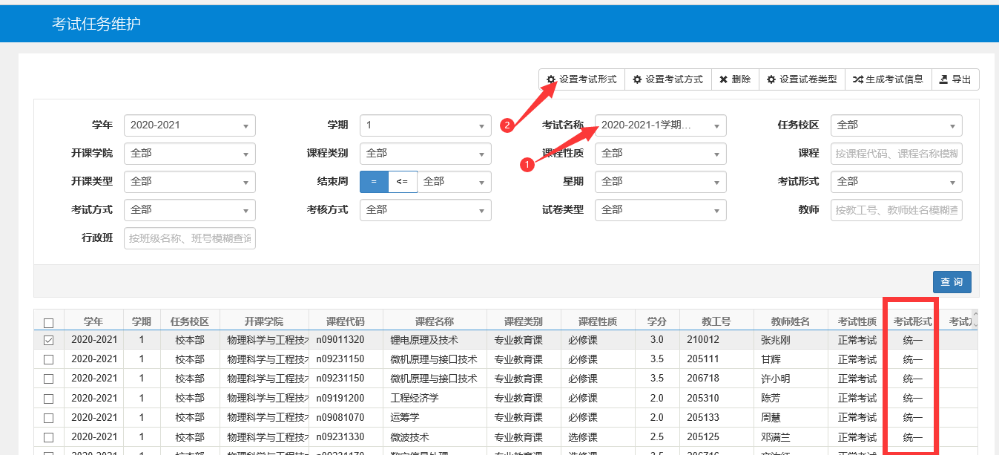 考试任务维护
设置考试形式 设置考试方式 删除 设置试卷类型 生成考试信息 导出
学年 2020-2021 学期 1 考试名称 2020-2021-1学期... 任务校区 全部
2
1
开课学院 全部 课程类别 全部 课程性质 全部 课程 按课程代码、课程名称模糊
开课类型 全部 结束周 = <= 全部 星期 全部 考试形式 全部
考试方式 全部 考核方式 全部 试卷类型 全部 教师 按教工号、教师姓名模糊查
行政班 按班级名称、班号模糊查询
查 询
学年 学期 任务校区 开课学院 课程代码 课程名称 课程类别 课程性质 学分 教工号 教师姓名 考试性质 考试形式 考试
2020-2021 1 校本部 物理科学与工程技 n09011320 锂电原理及技术 专业教育课 必修课 3.0 210012 张兆刚 正常考试 统一
2020-2021 1 校本部 物理科学与工程技 n09231150 微机原理与接口技术 专业教育课 必修课 3.5 205111 甘辉 正常考试 统一
2020-2021 1 校本部 物理科学与工程技 n09231150 微机原理与接口技术 专业教育课 必修课 3.5 206718 许小明 正常考试 统一
2020-2021 1 校本部 物理科学与工程技 n09191200 工程经济学 专业教育课 必修课 2.0 205310 陈芳 正常考试 统一
2020-2021 1 校本部 物理科学与工程技 n09081070 运筹学 专业教育课 必修课 2.0 205133 周慧 正常考试 统一
2020-2021 1 校本部 物理科学与工程技 n09231330 微波技术 专业教育课 选修课 2.5 205125 邓满兰 正常考试 统一